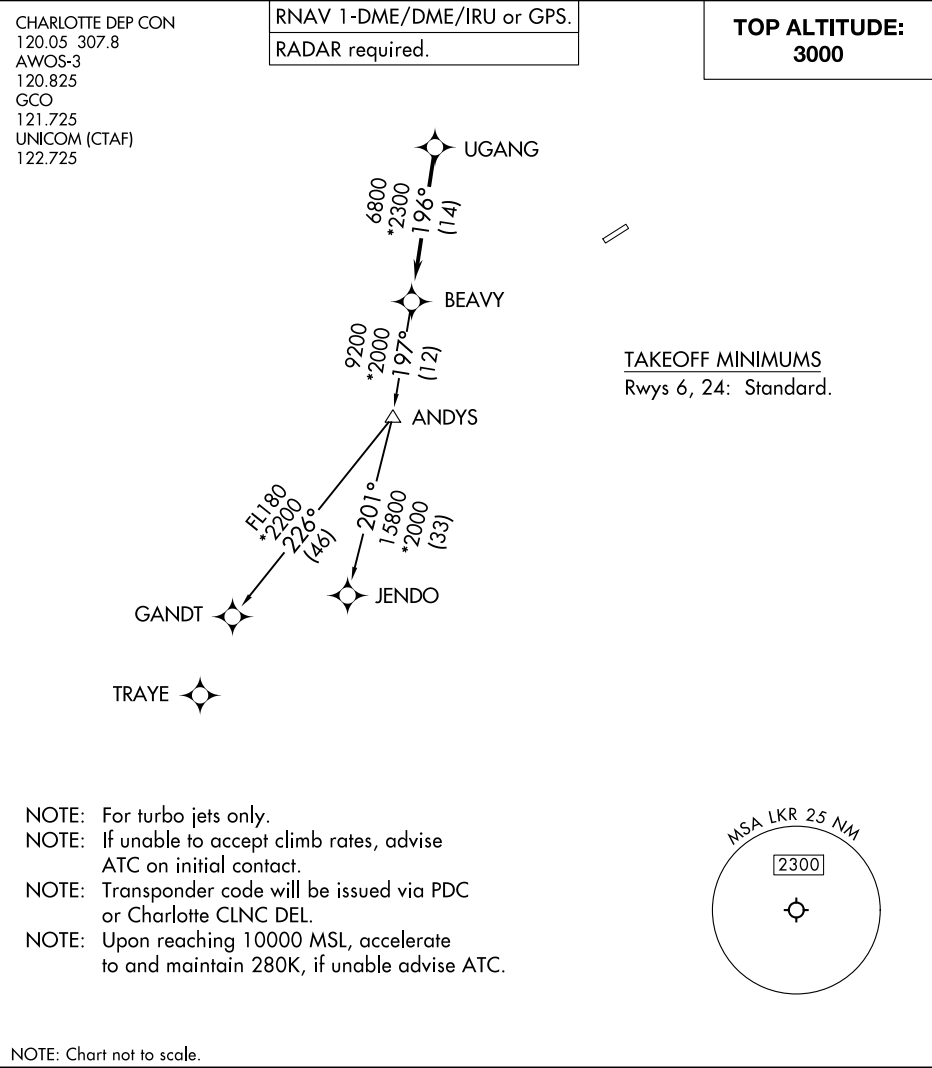 CHARLOTTE DEP CON
120.05 307.8
AWOS-3
120.825
GCO
121.725
UNICOM (CTAF)
122.725
RNAV 1-DME/DME/IRU or GPS.
RADAR required.
TOP ALTITUDE:
3000
UGANG
6800
*2300
196°
(14)
BEAVY
9200
*2000
197°
(12)
TAKEOFF MINIMUMS
Rwys 6, 24: Standard.
ANDYS
FL180
*2200
226°
(46)
201°
15800
*2000
(33)
GANDT
JENDO
TRAYE
NOTE: For turbo jets only.
NOTE: If unable to accept climb rates, advise
ATC on initial contact.
NOTE: Transponder code will be issued via PDC
or Charlotte CLNC DEL.
NOTE: Upon reaching 10000 MSL, accelerate
to and maintain 280K, if unable advise ATC.
MSA LKR 25 NM
2300
NOTE: Chart not to scale.